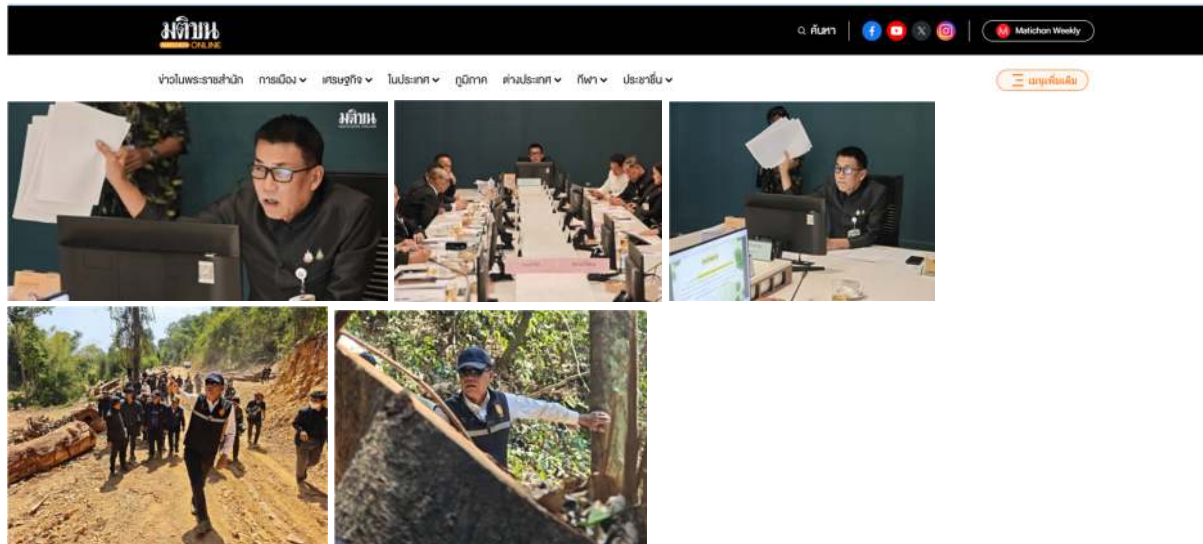 มติชน
MATICHON ONLINE
ค้นหา
Matichon Weekly
ข่าวในพระราชสำนัก การเมือง เศรษฐกิจ ในประเทศ ภูมิภาค ต่างประเทศ กีฬา ประชาชื่น
เมนูเพิ่มเติม
มติชน
MATICHON ONLINE